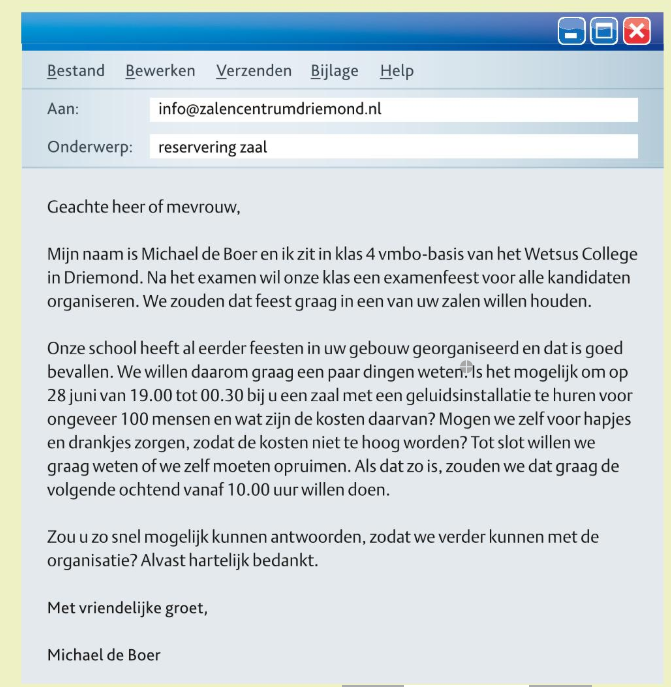 Bestand Bewerken Verzenden Bijlage Help
Aan: info@zalencentrumdriemond.nl
Onderwerp: reservering zaal
Geachte heer of mevrouw,
Mijn naam is Michael de Boer en ik zit in klas 4 vmbo-basis van het Wetsus College
in Driemond. Na het examen wil onze klas een examenfeest voor alle kandidaten
organiseren. We zouden dat feest graag in een van uw zalen willen houden.
Onze school heeft al eerder feesten in uw gebouw georganiseerd en dat is goed
bevallen. We willen daarom graag een paar dingen weten. Is het mogelijk om op
28 juni van 19.00 tot 00.30 bij u een zaal met een geluidsinstallatie te huren voor
ongeveer 100 mensen en wat zijn de kosten daarvan? Mogen we zelf voor hapjes
en drankjes zorgen, zodat de kosten niet te hoog worden? Tot slot willen we
graag weten of we zelf moeten opruimen. Als dat zo is, zouden we dat graag de
volgende ochtend vanaf 10.00 uur willen doen.
Zou u zo snel mogelijk kunnen antwoorden, zodat we verder kunnen met de
organisatie? Alvast hartelijk bedankt.
Met vriendelijke groet,
Michael de Boer